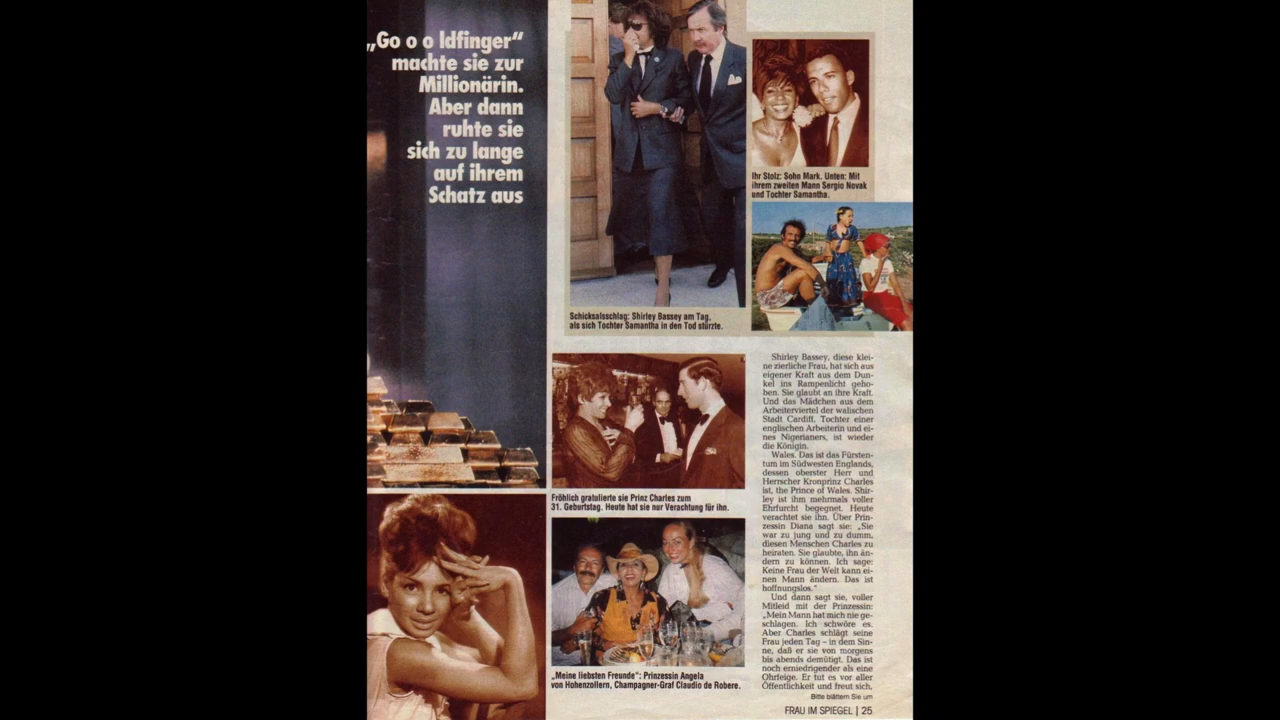 „Go o o ldfinger“
machte sie zur
Millionärin.
Aber dann
ruhte sie
sich zu lange
auf ihrem
Schatz aus
Schicksalsschlag: Shirley Bassey am Tag,
als sich Tochter Samantha in den Tod stürzte.
Ihr Stolz: Sohn Mark. Unten: Mit
ihrem zweiten Mann Sergio Novak
und Tochter Samantha.
Fröhlich gratulierte sie Prinz Charles zum
31. Geburtstag. Heute hat sie nur Verachtung für ihn.
„Meine liebsten Freunde“: Prinzessin Angela
von Hohenzollern, Champagner-Graf Claudio de Robere.
Shirley Bassey, diese klei-
ne zierliche Frau, hat sich aus
eigener Kraft aus dem Dun-
kel ins Rampenlicht geho-
ben. Sie glaubt an ihre Kraft.
Und das Mädchen aus dem
Arbeiterviertel der walischen
Stadt Cardiff, Tochter einer
englischen Arbeiterin und ei-
nes Nigerianers, ist wieder
die Königin.
Wales. Das ist das Fürsten-
tum im Südwesten Englands,
dessen oberster Herr und
Herrscher Kronprinz Charles
ist, the Prince of Wales. Shir-
ley ist ihm mehrmals voller
Ehrfurcht begegnet. Heute
verachtet sie ihn. Über Prin-
zessin Diana sagt sie: „Sie
war zu jung und zu dumm,
diesen Menschen Charles zu
heiraten. Sie glaubte, ihn än-
dern zu können. Ich sage:
Keine Frau der Welt kann ei-
nen Mann ändern. Das ist
hoffnungslos.“
Und dann sagt sie, voller
Mitleid mit der Prinzessin:
„Mein Mann hat mich nie ge-
schlagen. Ich schwöre es.
Aber Charles schlägt seine
Frau jeden Tag – in dem Sin-
ne, daß er sie von morgens
bis abends demütigt. Das ist
noch erniedrigender als eine
Ohrfeige. Er tut es vor aller
Öffentlichkeit und freut sich,
Bitte blättern Sie um
FRAU IM SPIEGEL | 25